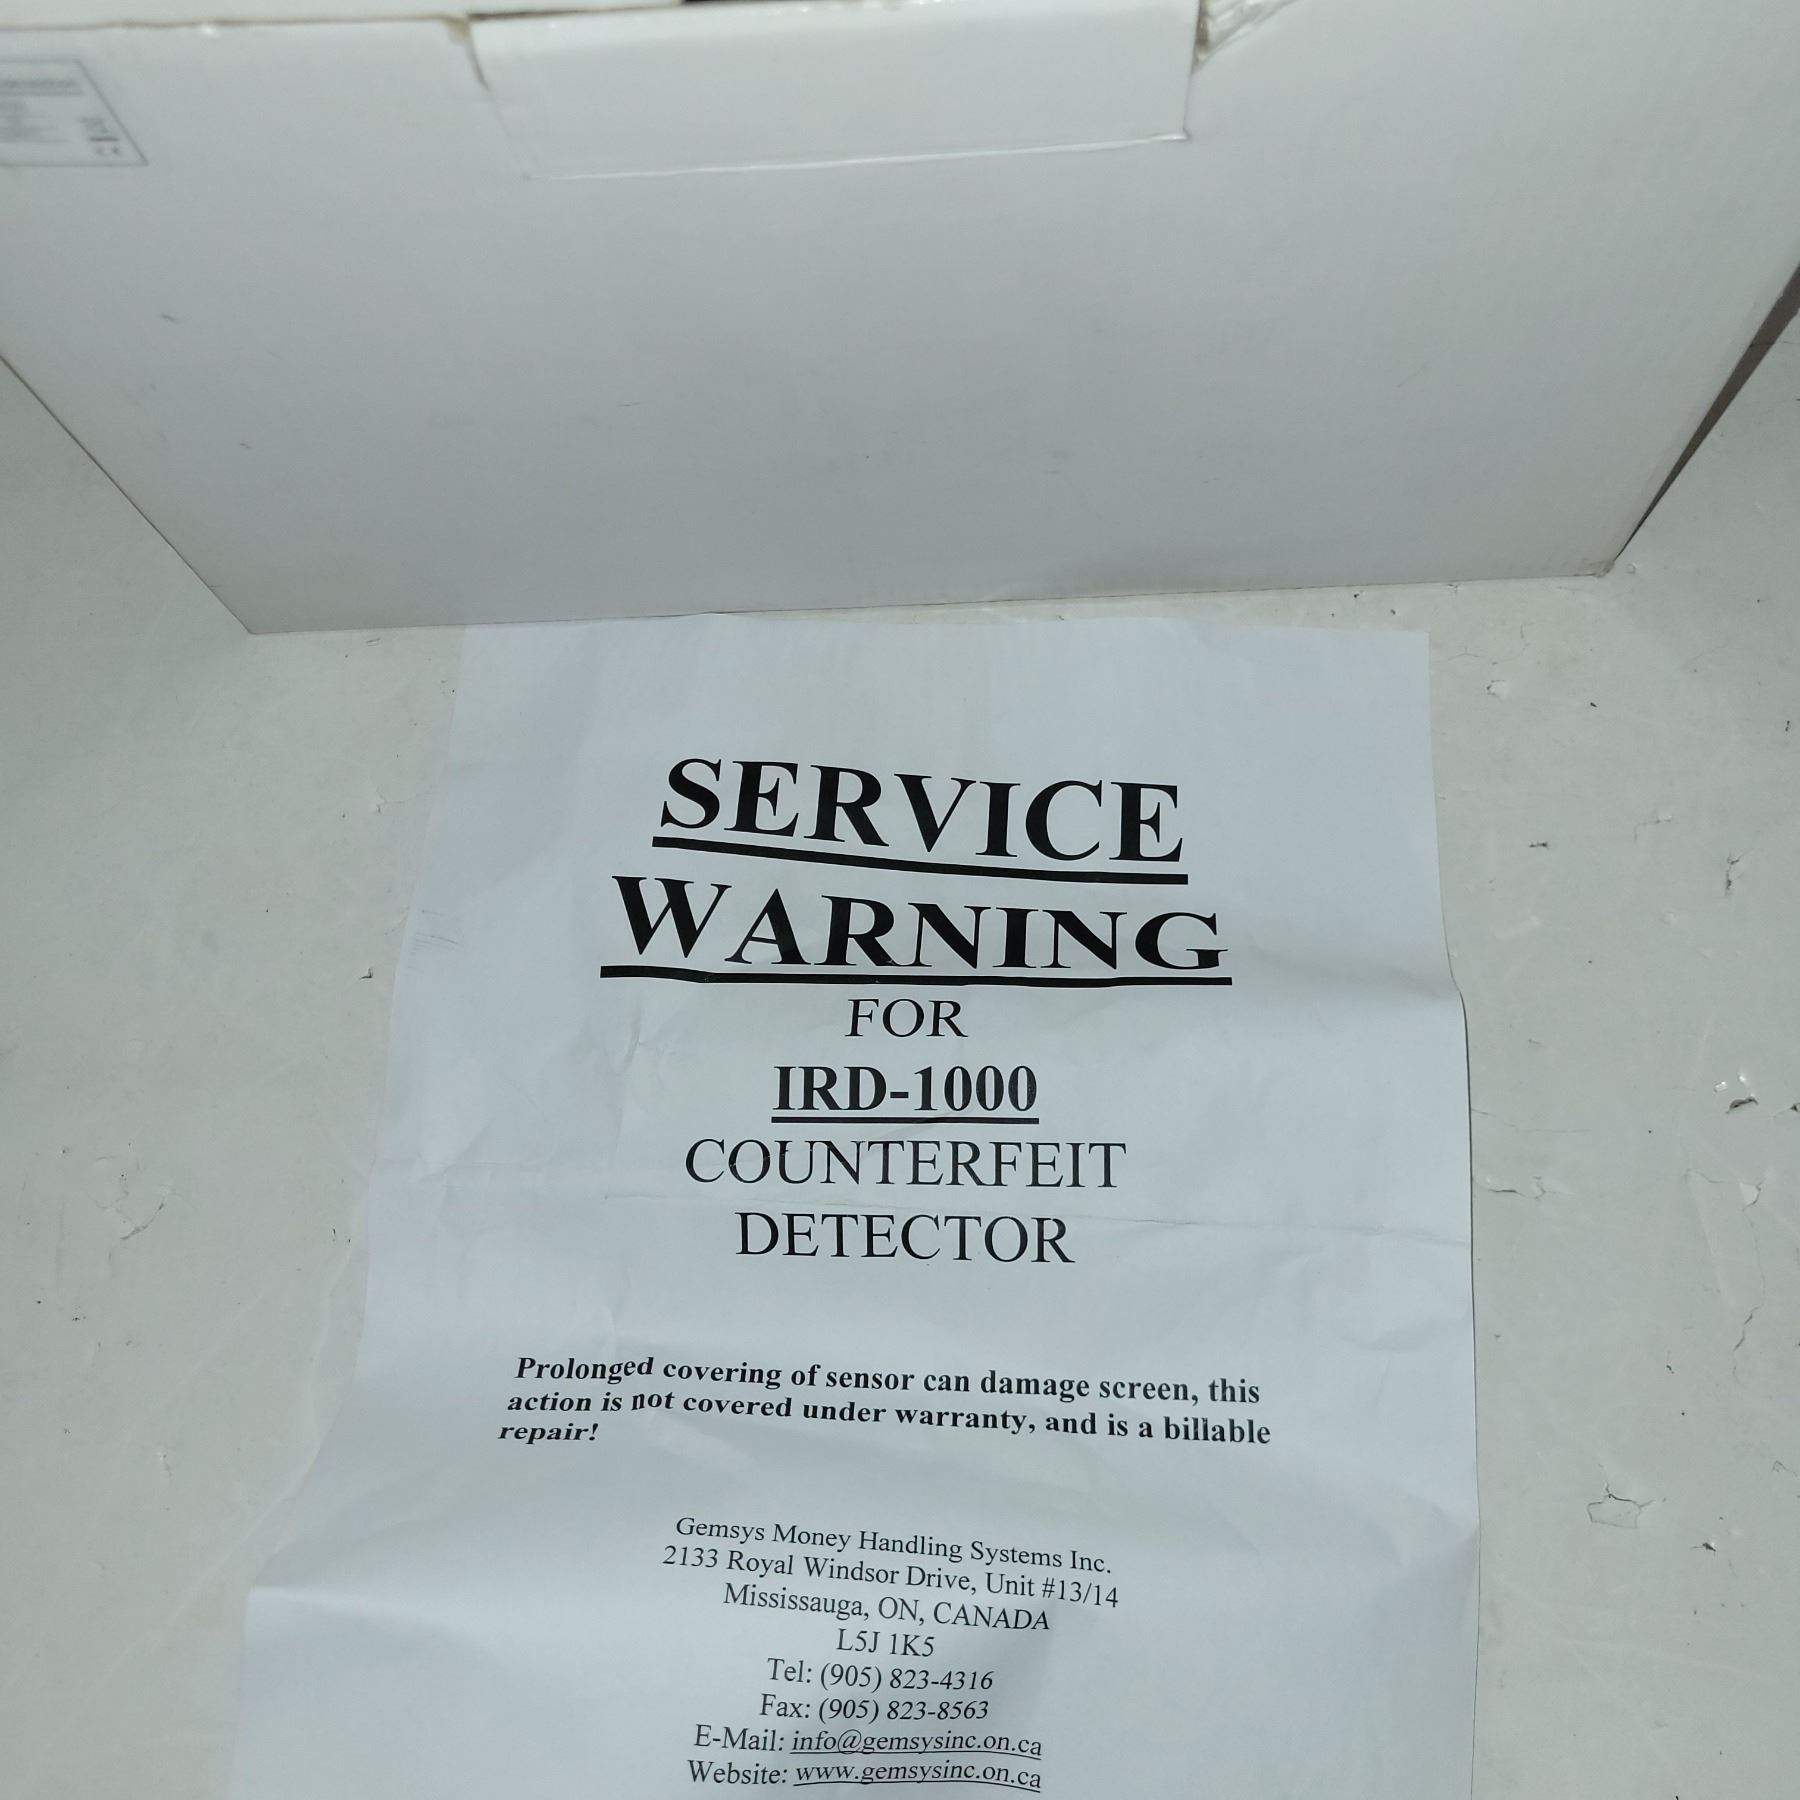 SERVICE
WARNING
FOR
IRD-1000
COUNTERFEIT
DETECTOR
Prolonged covering of sensor can damage screen, this
action is not covered under warranty, and is a billable
repair!
Gemsys Money Handling Systems Inc.
2133 Royal Windsor Drive, Unit #13/14
Mississauga, ON, CANADA
L5J 1K5
Tel: (905) 823-4316
Fax: (905) 823-8563
E-Mail: info@gemsysinc.on.ca
Website: www.gemsysinc.on.ca